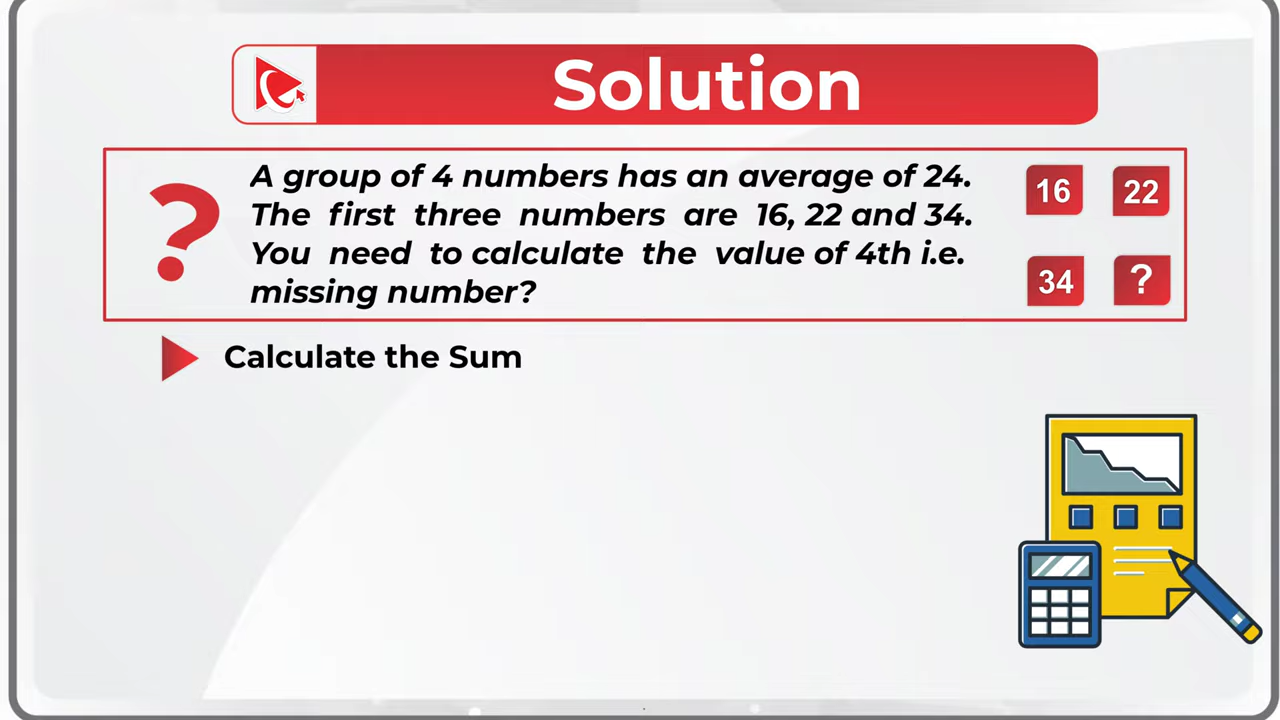 Solution
A group of 4 numbers has an average of 24.
The first three numbers are 16, 22 and 34.
You need to calculate the value of 4th i.e.
missing number?
16 22
34 ?
?
Calculate the Sum